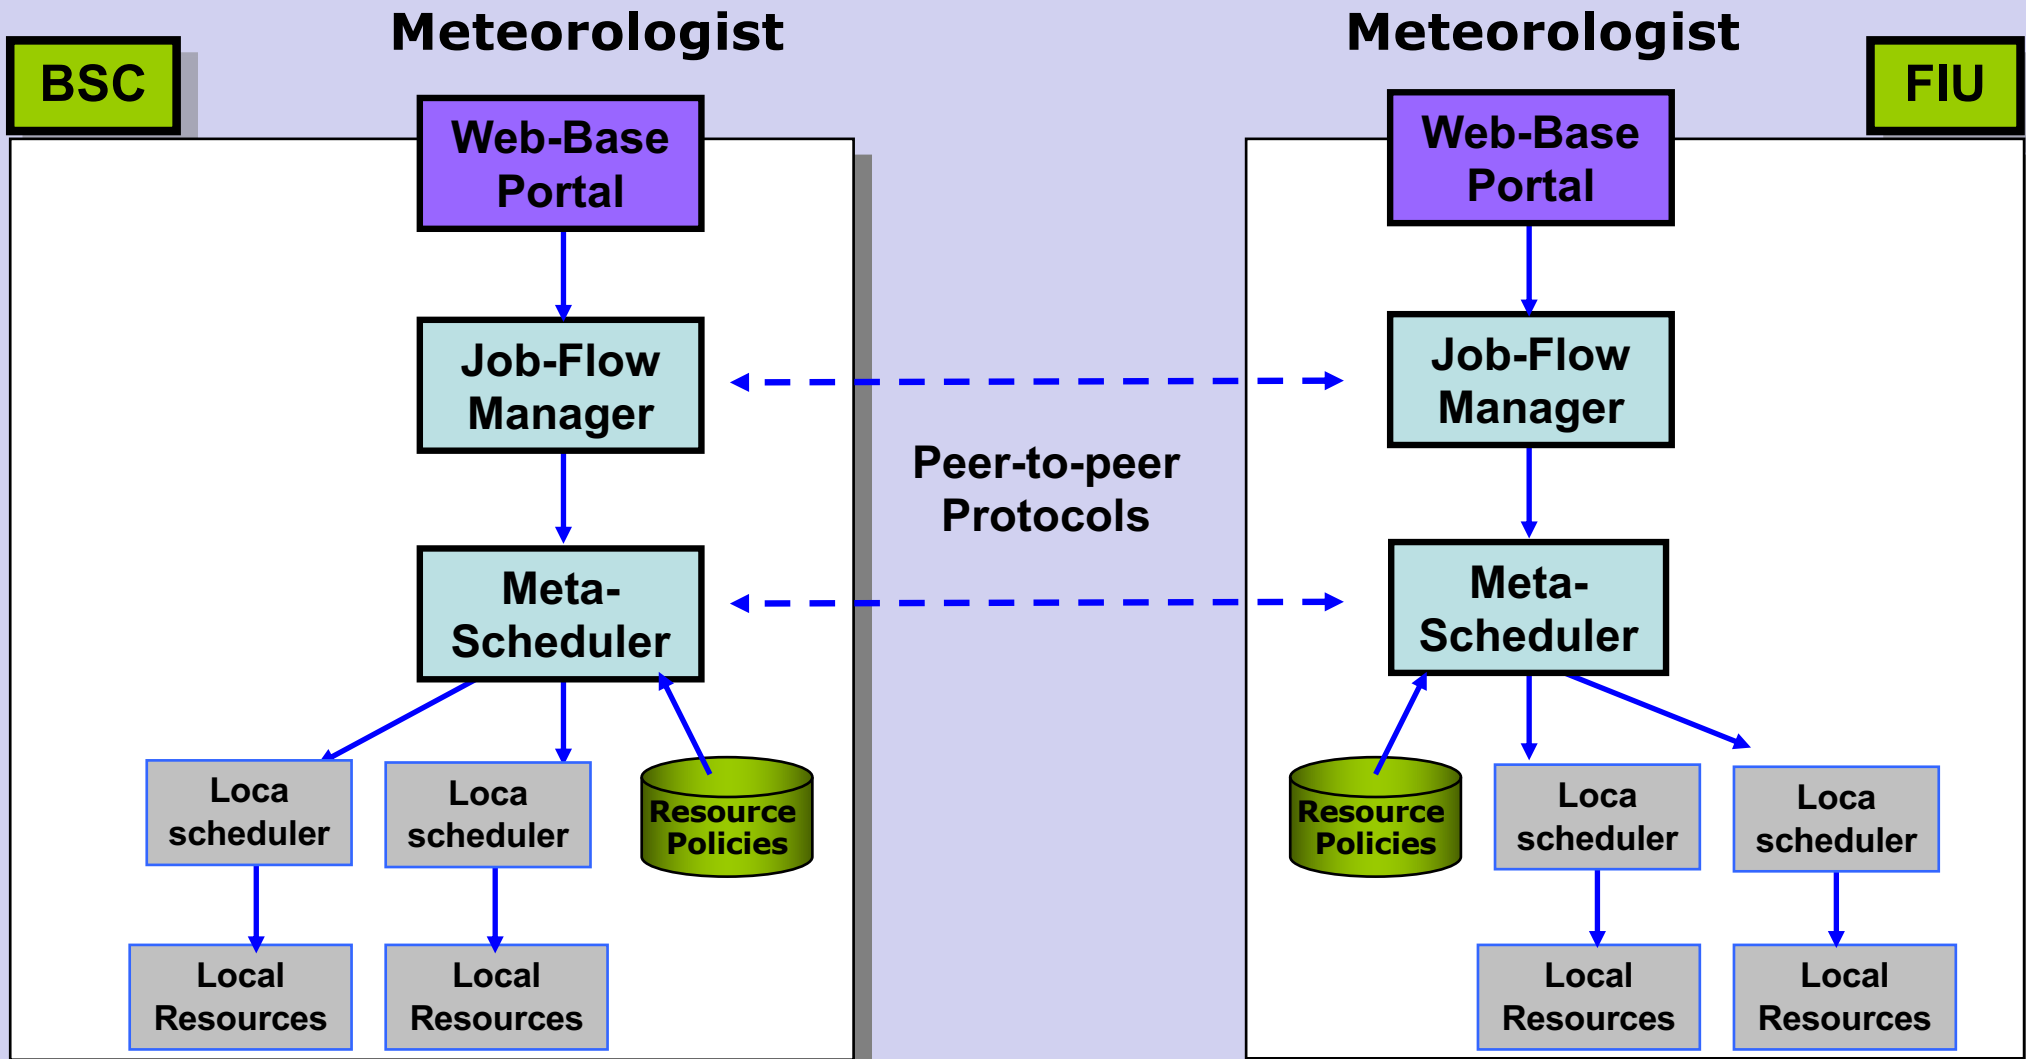 Meteorologist
BSC
Web-Base
Portal
Job-Flow
Manager
Meta-
Scheduler
Loca
scheduler
Loca
scheduler
Resource
Policies
Local
Resources
Local
Resources
Peer-to-peer
Protocols
Meteorologist
FIU
Web-Base
Portal
Job-Flow
Manager
Meta-
Scheduler
Resource
Policies
Loca
scheduler
Loca
scheduler
Local
Resources
Local
Resources